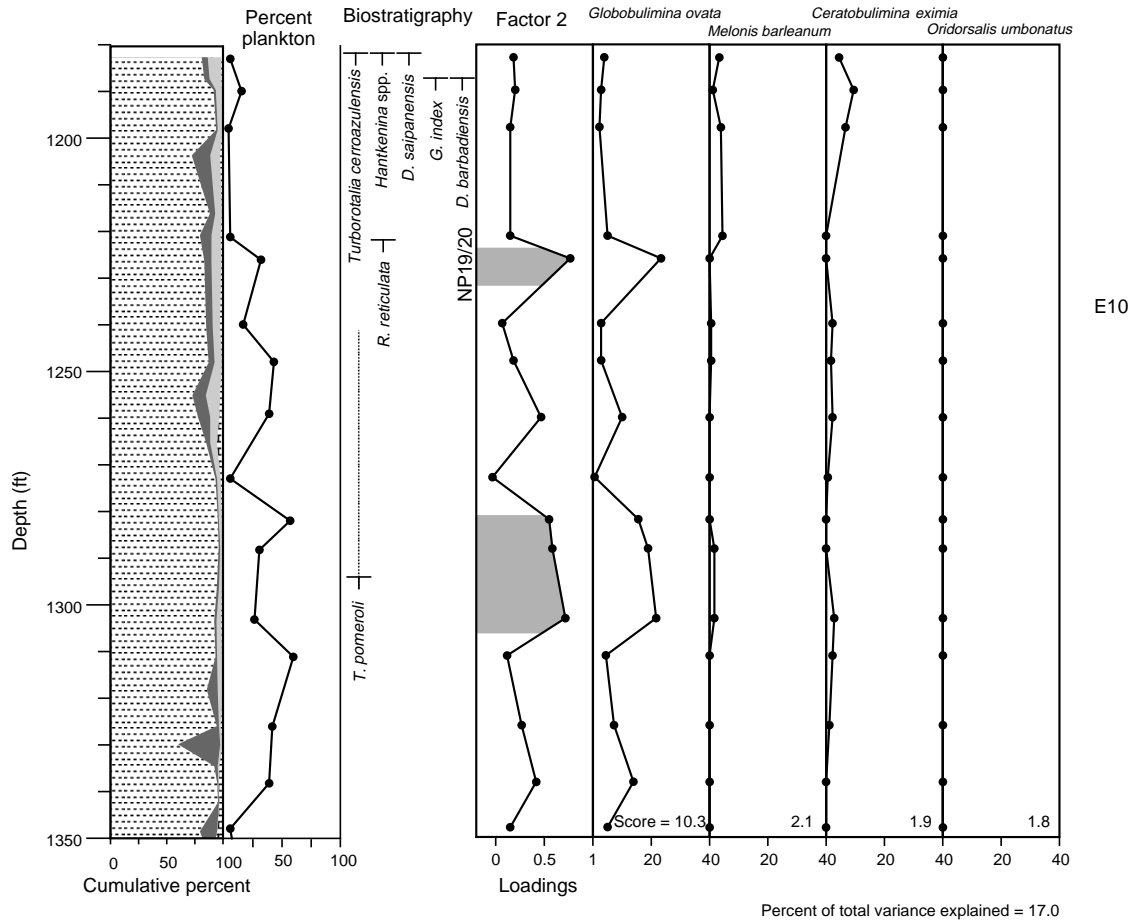 Percent
plankton
Biostratigraphy
Factor 2
Globobulimina ovata
Melonis barleanum
Ceratobulimina eximia
Oridorsalis umbonatus
Turborotalia cerroazulensis
Hantkenina spp.
D. saipanensis
G. index
D. barbadiensis
R. reticulata
T. pomeroli
NP19/20
E10
Depth (ft)
1200
1250
1300
1350
Score = 10.3
2.1
1.9
1.8
0 50 100 50 100
0 0.5 1 20 40 20 40 20 40 20 40
Cumulative percent
Loadings
Percent of total variance explained = 17.0